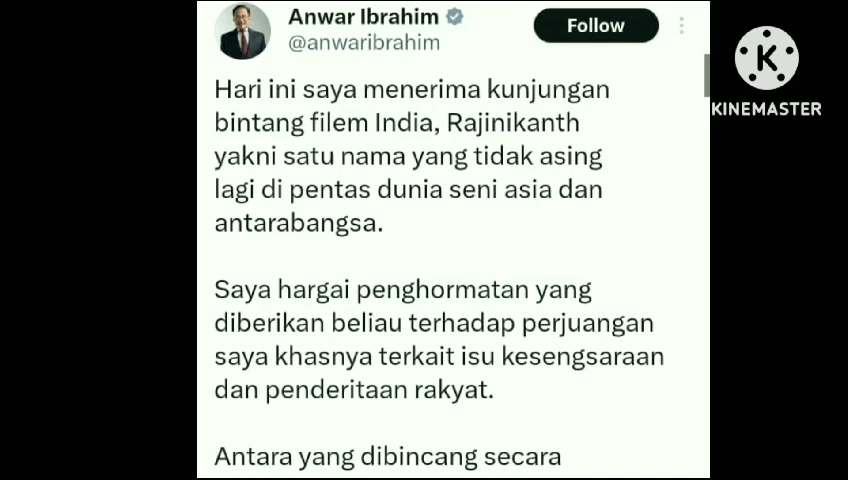 Anwar Ibrahim
@anwaribrahim
Follow
Hari ini saya menerima kunjungan
bintang filem India, Rajinikanth
yakni satu nama yang tidak asing
lagi di pentas dunia seni asia dan
antarabangsa.
Saya hargai penghormatan yang
diberikan beliau terhadap perjuangan
saya khasnya terkait isu kesengsaraan
dan penderitaan rakyat.
Antara yang dibincang secara
K
KINEMASTER